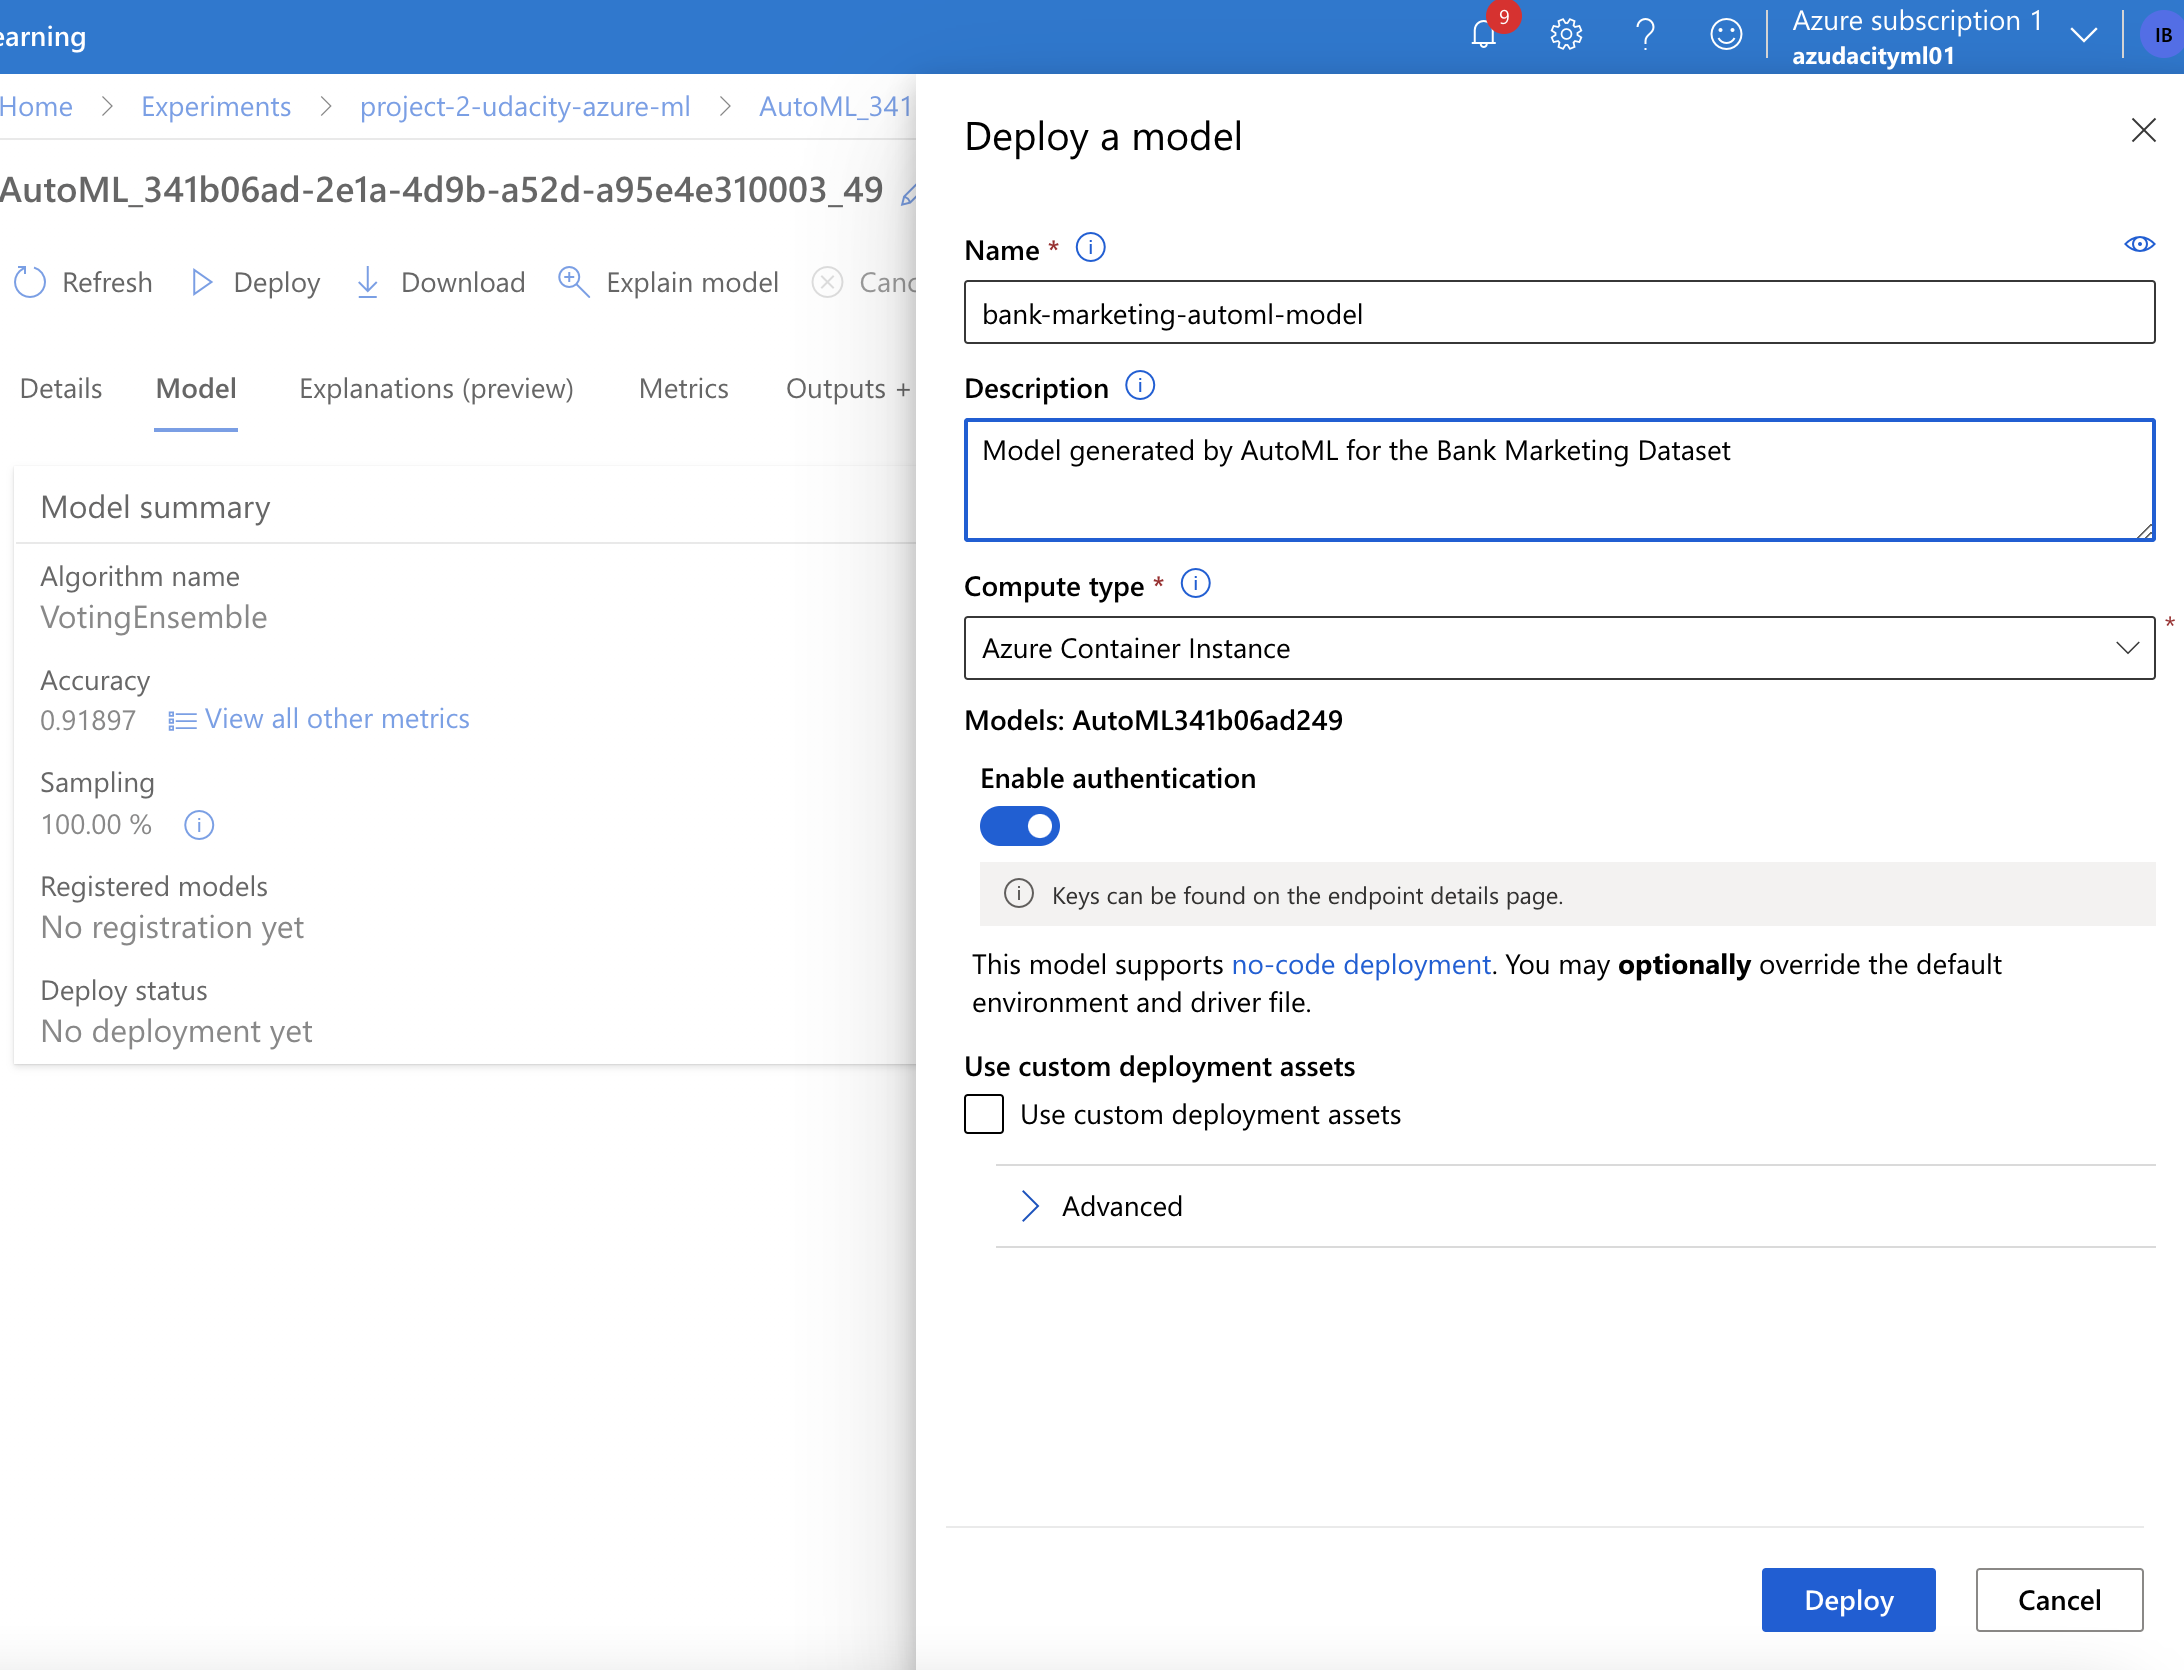 earning
9
Azure subscription 1
azudacityml01
IB
Home > Experiments > project-2-udacity-azure-ml > AutoML_341
AutoML_341b06ad-2e1a-4d9b-a52d-a95e4e310003_49
Refresh Deploy Download Explain model Canc
Details Model Explanations (preview) Metrics Outputs +
Model summary
Algorithm name
VotingEnsemble
Accuracy
0.91897 View all other metrics
Sampling
100.00 %
Registered models
No registration yet
Deploy status
No deployment yet
Deploy a model
Name *
bank-marketing-automl-model
Description
Model generated by AutoML for the Bank Marketing Dataset
Compute type *
Azure Container Instance
*
Models: AutoML341b06ad249
Enable authentication
Keys can be found on the endpoint details page.
This model supports no-code deployment. You may optionally override the default
environment and driver file.
Use custom deployment assets
Use custom deployment assets
Advanced
Deploy Cancel